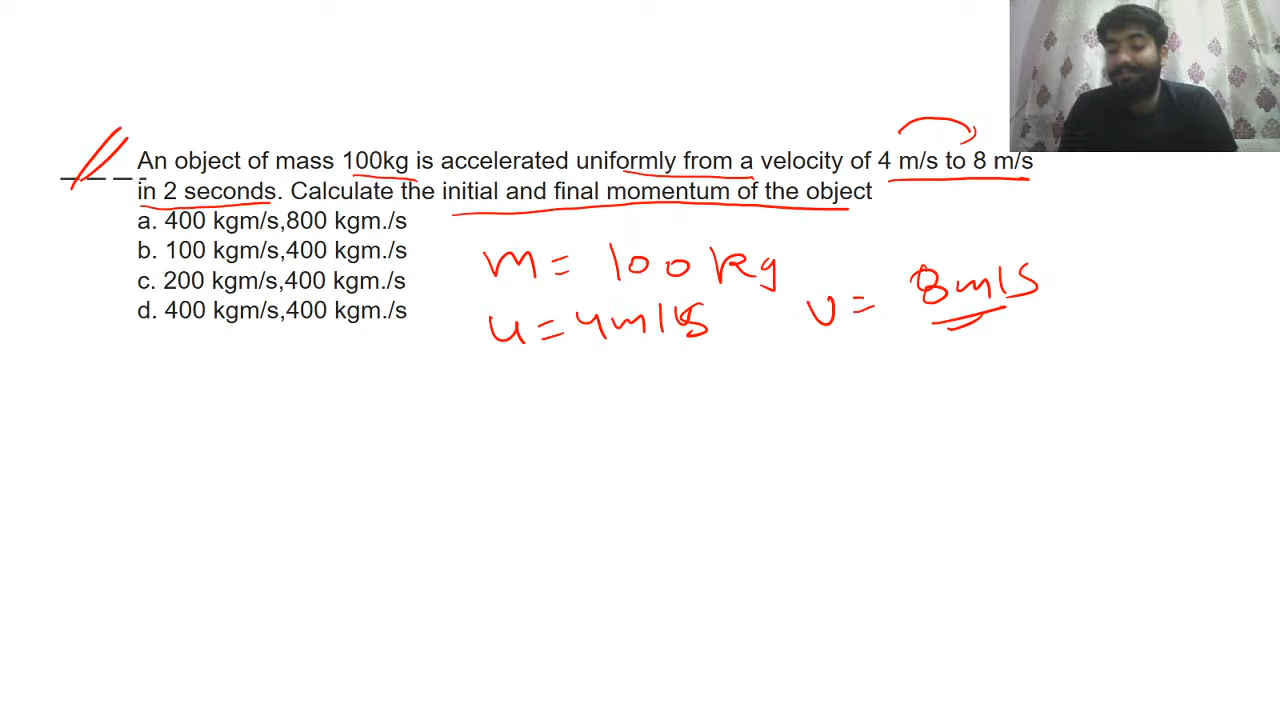 An object of mass 100kg is accelerated uniformly from a velocity of 4 m/s to 8 m/s
in 2 seconds. Calculate the initial and final momentum of the object
a. 400 kgm/s,800 kgm./s
b. 100 kgm/s,400 kgm./s
c. 200 kgm/s,400 kgm./s
d. 400 kgm/s,400 kgm./s
m = 100 kg
u = 4m/s
v = 8m/s